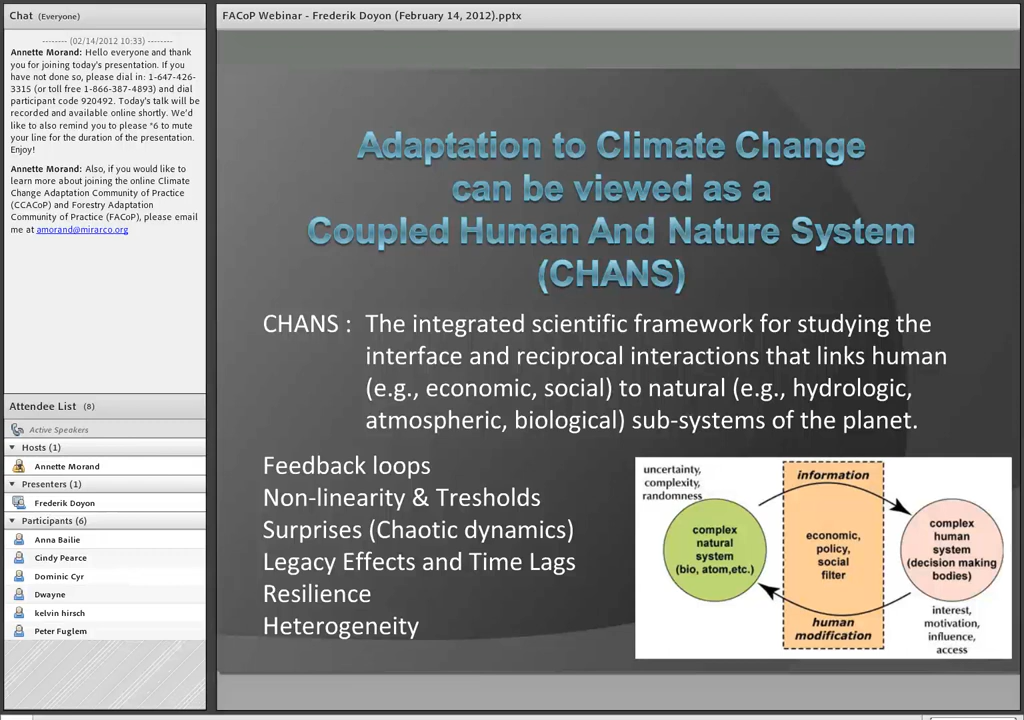 Chat (Everyone)
-------- (02/14/2012 10:33) --------
Annette Morand: Hello everyone and thank
you for joining today's presentation. If you
have not done so, please dial in: 1-647-426-
3315 (or toll free 1-866-387-4893) and dial
participant code 920492. Today's talk will be
recorded and available online shortly. We'd
like to also remind you to please *6 to mute
your line for the duration of the presentation.
Enjoy!
Annette Morand: Also, if you would like to
learn more about joining the online Climate
Change Adaptation Community of Practice
(CCACoP) and Forestry Adaptation
Community of Practice (FACoP), please email
me at amorand@mirarco.org
Attendee List (8)
Active Speakers
Hosts (1)
Annette Morand
Presenters (1)
Frederik Doyon
Participants (6)
Anna Bailie
Cindy Pearce
Dominic Cyr
Dwayne
kelvin hirsch
Peter Fuglem
FACoP Webinar - Frederik Doyon (February 14, 2012).pptx
Adaptation to Climate Change
can be viewed as a
Coupled Human And Nature System
(CHANS)
CHANS : The integrated scientific framework for studying the
interface and reciprocal interactions that links human
(e.g., economic, social) to natural (e.g., hydrologic,
atmospheric, biological) sub-systems of the planet.
Feedback loops
Non-linearity & Tresholds
Surprises (Chaotic dynamics)
Legacy Effects and Time Lags
Resilience
Heterogeneity
uncertainty,
complexity,
randomness
complex
natural
system
(bio, atom,etc.)
information
economic,
policy,
social
filter
human
modification
complex
human
system
(decision making
bodies)
interest,
motivation,
influence,
access